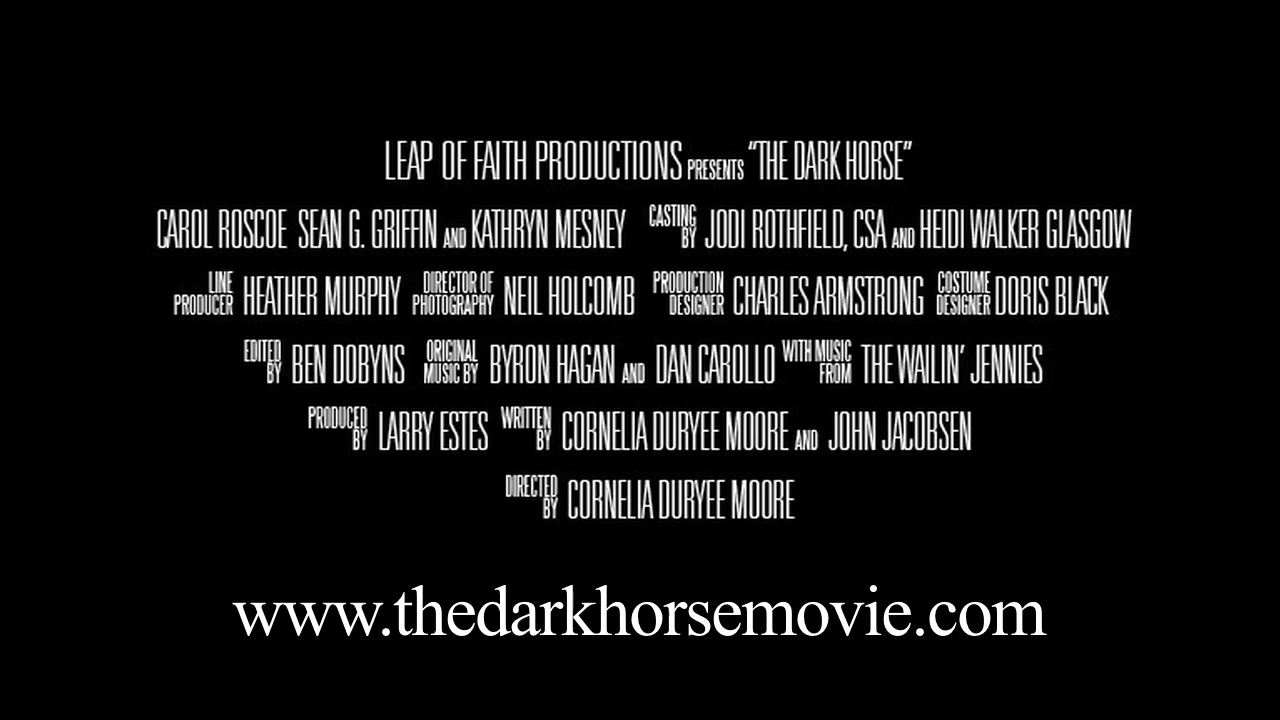 LEAP OF FAITH PRODUCTIONS PRESENTS “THE DARK HORSE”
CAROL ROSCOE SEAN G. GRIFFIN AND KATHRYN MESNEY CASTING BY JODI ROTHFIELD, CSA AND HEIDI WALKER GLASGOW
LINE PRODUCER HEATHER MURPHY DIRECTOR OF PHOTOGRAPHY NEIL HOLCOMB PRODUCTION DESIGNER CHARLES ARMSTRONG COSTUME DESIGNER DORIS BLACK
EDITED BY BEN DOBYNS ORIGINAL MUSIC BY BYRON HAGAN AND DAN CAROLLO WITH MUSIC FROM THE WAILIN’ JENNIES
PRODUCED BY LARRY ESTES WRITTEN BY CORNELIA DURYEE MOORE AND JOHN JACOBSEN
DIRECTED BY CORNELIA DURYEE MOORE
www.thedarkhorsemovie.com